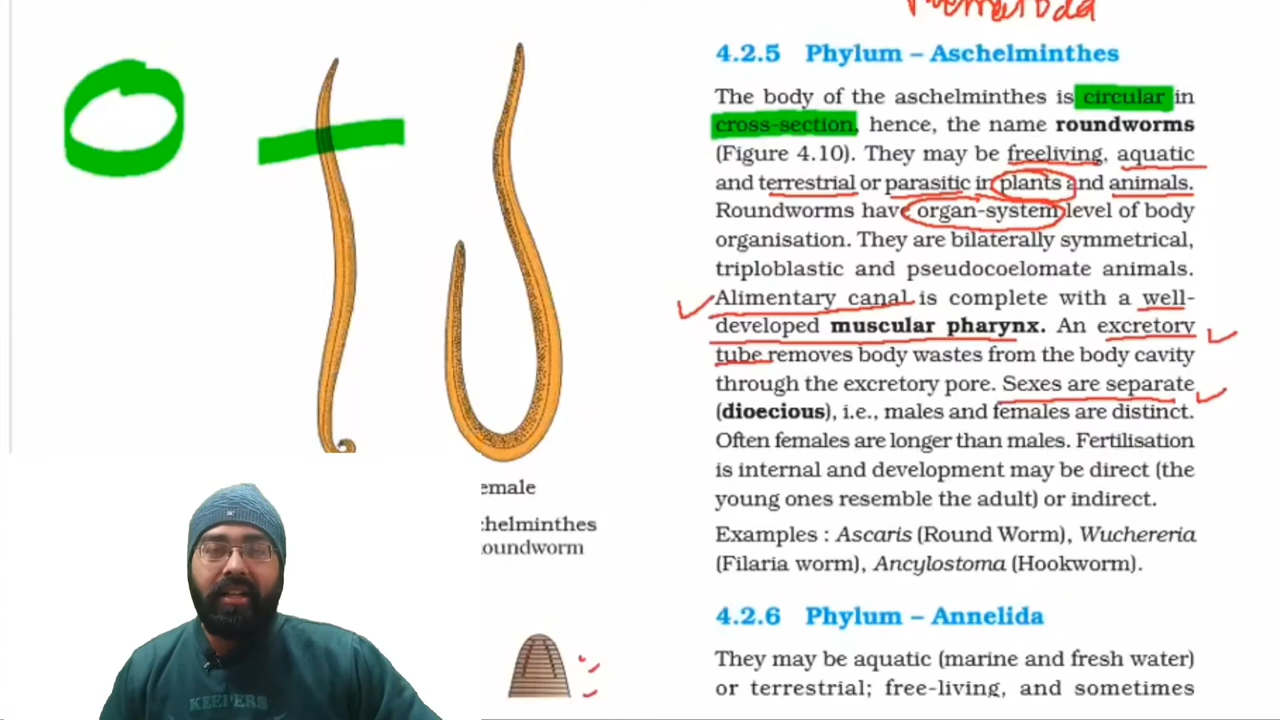 Nematoda
4.2.5 Phylum – Aschelminthes
The body of the aschelminthes is circular in
cross-section, hence, the name roundworms
(Figure 4.10). They may be freeliving, aquatic
and terrestrial or parasitic in plants and animals.
Roundworms have organ-system level of body
organisation. They are bilaterally symmetrical,
triploblastic and pseudocoelomate animals.
Alimentary canal is complete with a well-
developed muscular pharynx. An excretory
tube removes body wastes from the body cavity
through the excretory pore. Sexes are separate
(dioecious), i.e., males and females are distinct.
Often females are longer than males. Fertilisation
is internal and development may be direct (the
young ones resemble the adult) or indirect.
Examples : Ascaris (Round Worm), Wuchereria
(Filaria worm), Ancylostoma (Hookworm).
4.2.6 Phylum – Annelida
They may be aquatic (marine and fresh water)
or terrestrial; free-living, and sometimes
emale
helminthes
oundworm
KEEPERS